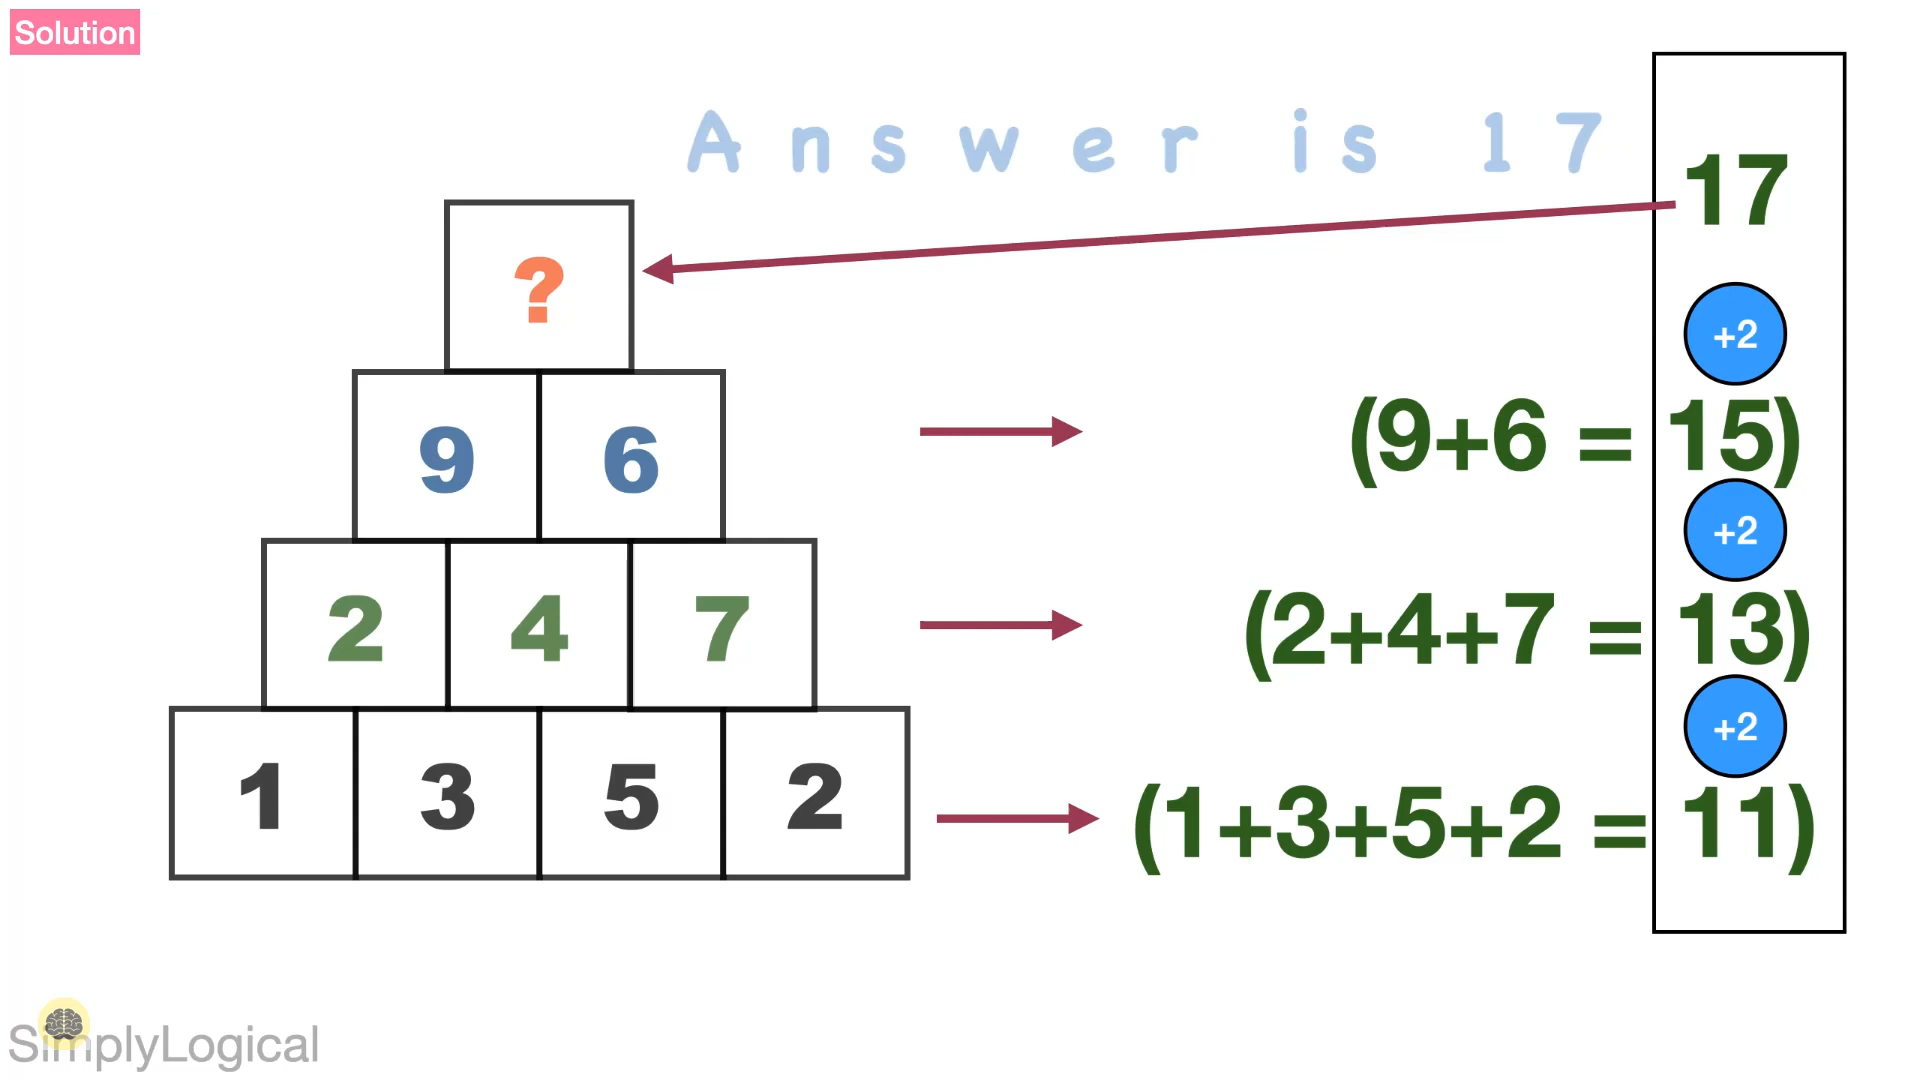 Solution
Answer is 17
17
?
+2
9 6
(9+6 = 15)
+2
2 4 7
(2+4+7 = 13)
+2
1 3 5 2
(1+3+5+2 = 11)
SimplyLogical